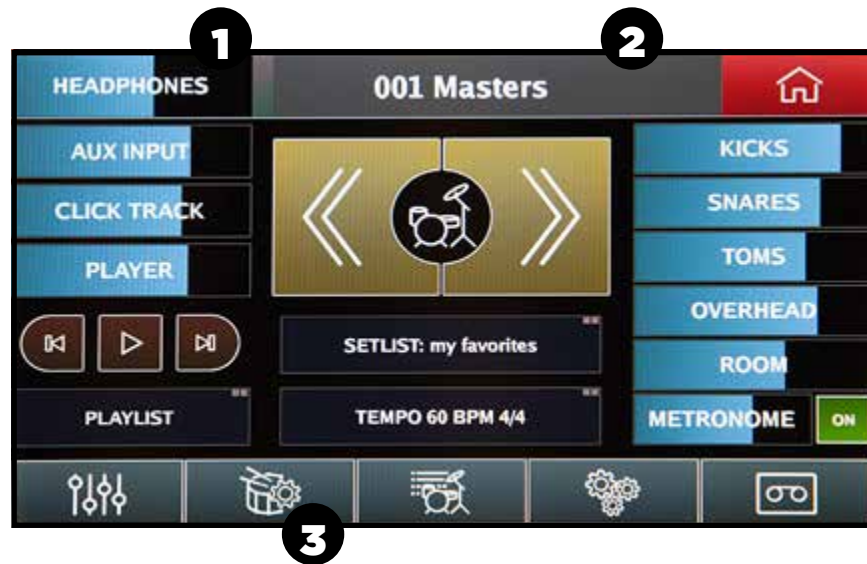 1
2
HEADPHONES
001 Masters
AUX INPUT
CLICK TRACK
PLAYER
PLAYLIST
SETLIST: my favorites
TEMPO 60 BPM 4/4
KICKS
SNARES
TOMS
OVERHEAD
ROOM
METRONOME ON
3